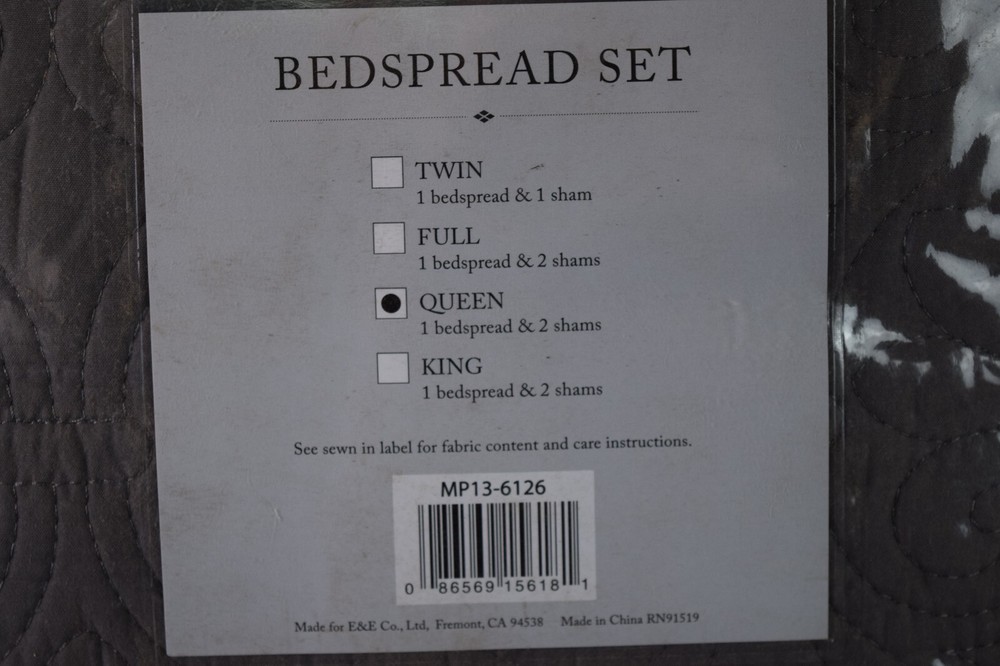 BEDSPREAD SET
TWIN
1 bedspread & 1 sham
FULL
1 bedspread & 2 shams
QUEEN
1 bedspread & 2 shams
KING
1 bedspread & 2 shams
See sewn in label for fabric content and care instructions.
MP13-6126
0 86569 15618 1
Made for E&E Co., Ltd, Fremont, CA 94538 Made in China RN91519